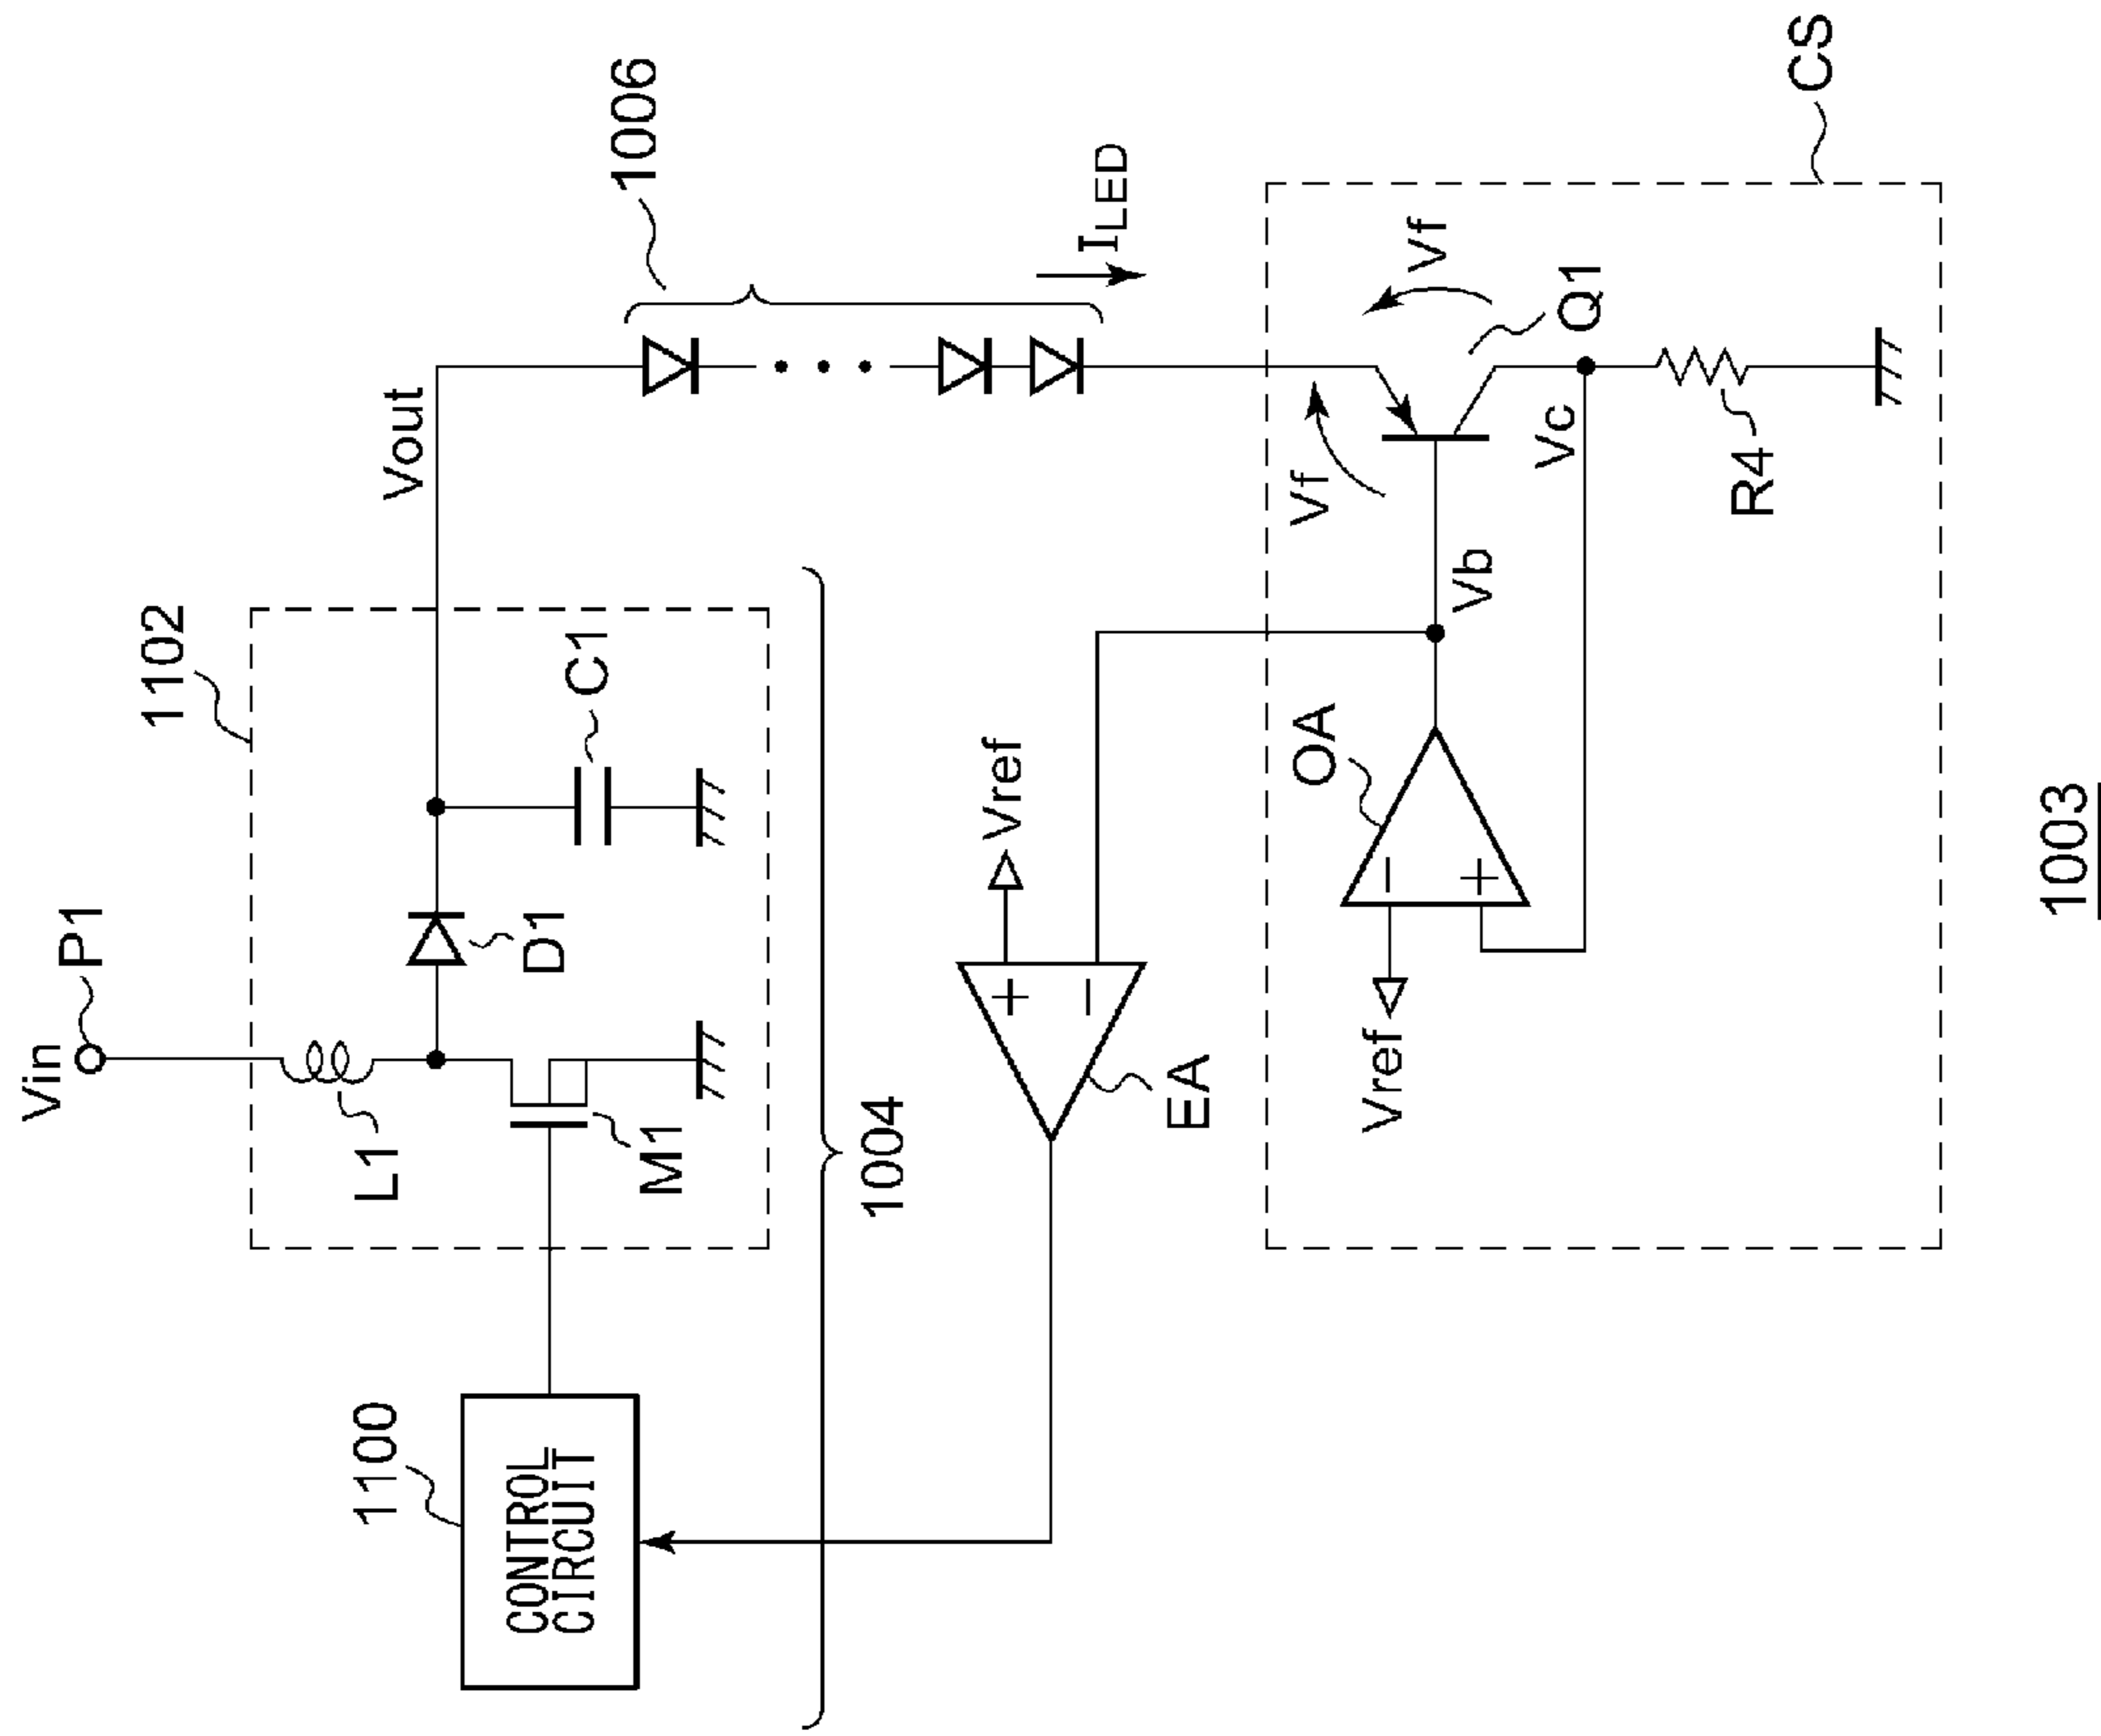 Vin
P1
1102
L1
D1
C1
M1
Vout
1100
CONTROL
CIRCUIT
1004
1006
I LED
Vref
+
−
EA
OA
−
+
Vref
Vb
Vf
Vf
Q1
Vc
R4
CS
1003